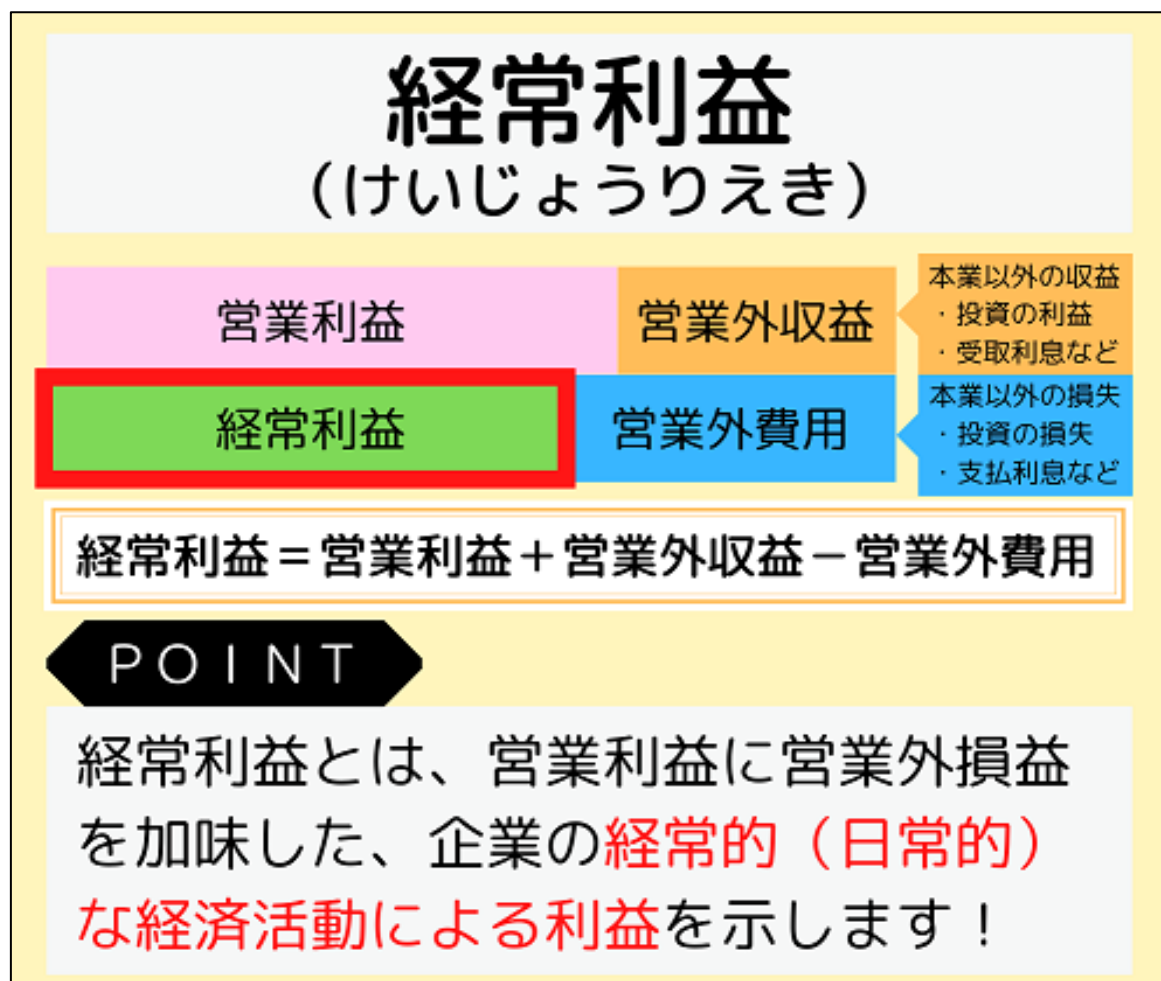 経常利益
（けいじょうりえき）
営業利益
営業外収益
本業以外の収益
・投資の利益
・受取利息など
経常利益
営業外費用
本業以外の損失
・投資の損失
・支払利息など
経常利益＝営業利益＋営業外収益－営業外費用
ＰＯＩＮＴ
経常利益とは、営業利益に営業外損益
を加味した、企業の経常的（日常的）
な経済活動による利益を示します！